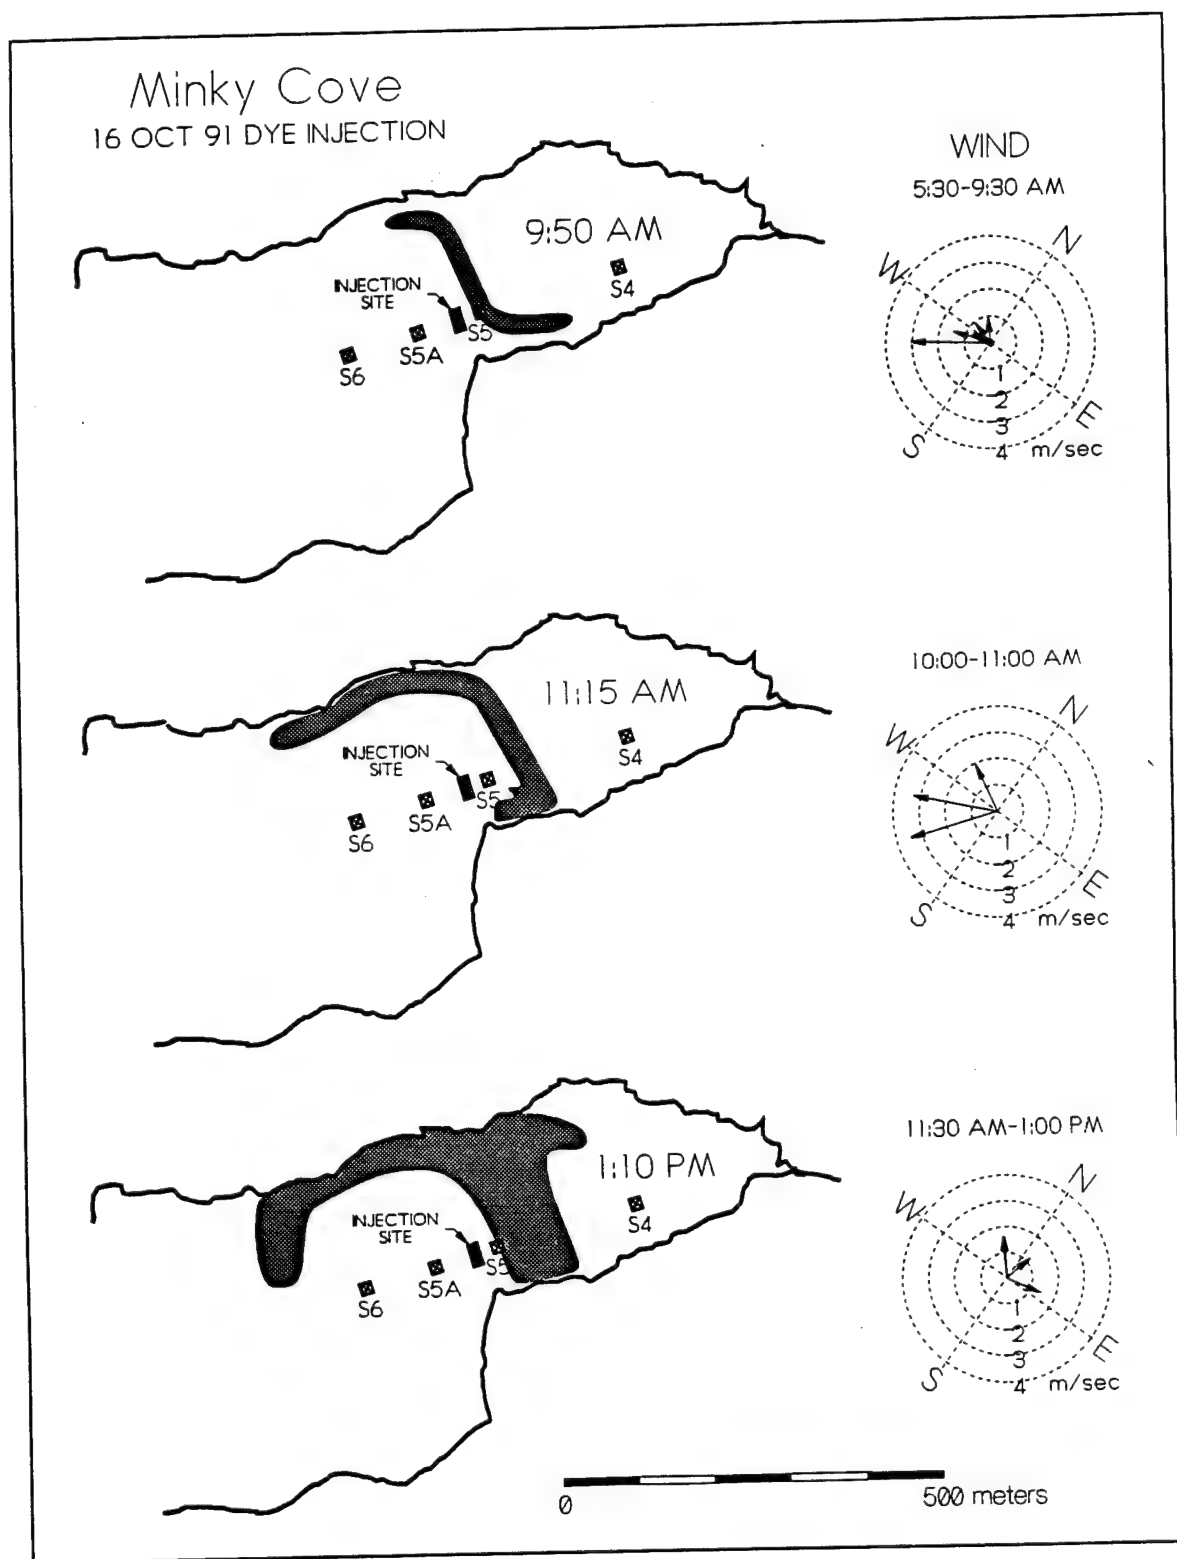 Minky Cove
16 OCT 91 DYE INJECTION
WIND
5:30-9:30 AM
9:50 AM
INJECTION
SITE
S4
S5
S5A
S6
N
W
E
S
1
2
3
4 m/sec
10:00-11:00 AM
11:15 AM
INJECTION
SITE
S4
S5
S5A
S6
N
W
E
S
1
2
3
4 m/sec
11:30 AM-1:00 PM
1:10 PM
INJECTION
SITE
S4
S5
S5A
S6
N
W
E
S
1
2
3
4 m/sec
0
500 meters